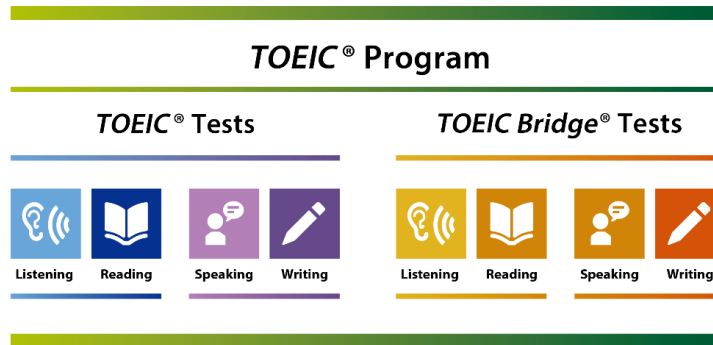 TOEIC® Program
TOEIC® Tests
Listening Reading Speaking Writing
TOEIC Bridge® Tests
Listening Reading Speaking Writing